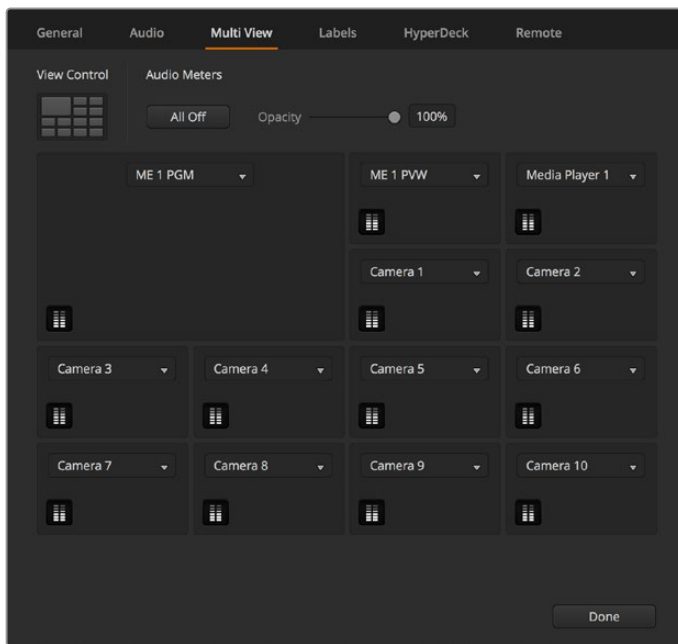 General Audio Multi View Labels HyperDeck Remote
View Control Audio Meters
All Off Opacity 100%
ME 1 PGM ME 1 PVW Media Player 1
Camera 1 Camera 2
Camera 3 Camera 4 Camera 5 Camera 6
Camera 7 Camera 8 Camera 9 Camera 10
Done